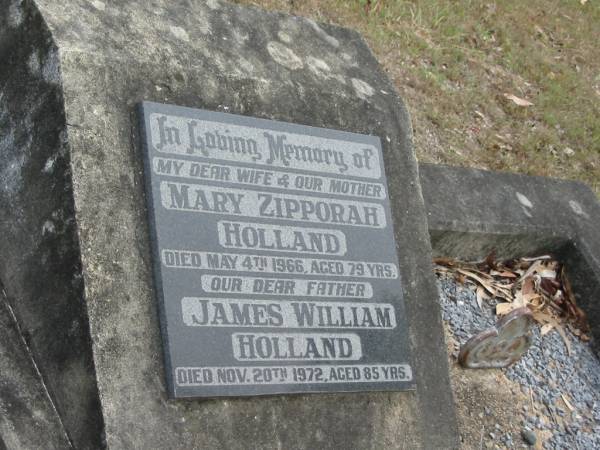 In Loving Memory of
MY DEAR WIFE & OUR MOTHER
MARY ZIPPORAH
HOLLAND
DIED MAY 4TH 1966, AGED 79 YRS.
OUR DEAR FATHER
JAMES WILLIAM
HOLLAND
DIED NOV. 20TH 1972, AGED 85 YRS.